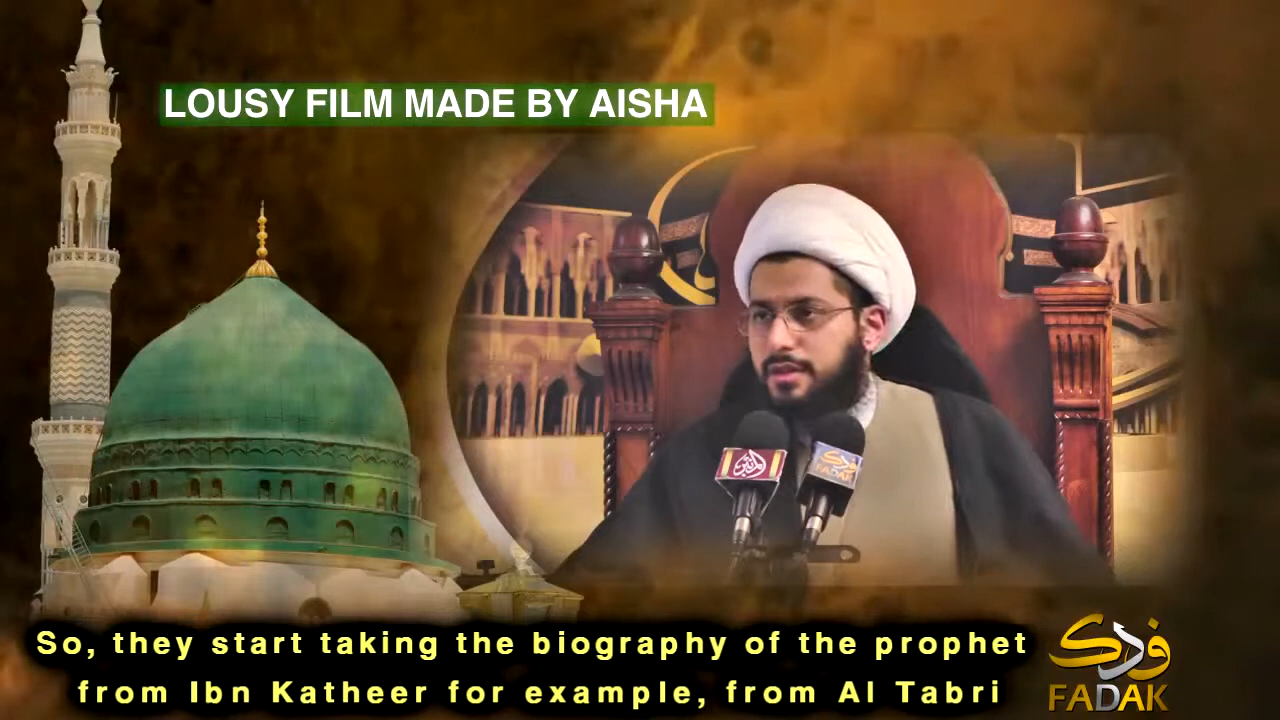 LOUSY FILM MADE BY AISHA
FADAK
So, they start taking the biography of the prophet
from Ibn Katheer for example, from Al Tabri
فدك
FADAK